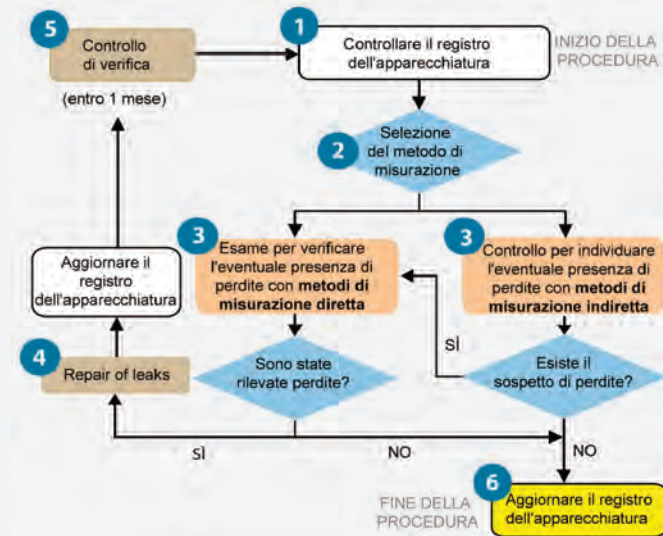 5
Controllo
di verifica
(entro 1 mese)
1
Controllare il registro
dell'apparecchiatura
INIZIO DELLA
PROCEDURA
2
Selezione
del metodo di
misurazione
3
Esame per verificare
l'eventuale presenza di
perdite con metodi di
misurazione diretta
3
Controllo per individuare
l'eventuale presenza di
perdite con metodi di
misurazione indiretta
Aggiornare il
registro
dell'apparecchiatura
SÌ
4
Repair of leaks
Sono state
rilevate perdite?
Esiste il
sospetto di perdite?
SÌ
NO
NO
6
Aggiornare il registro
dell'apparecchiatura
FINE DELLA
PROCEDURA